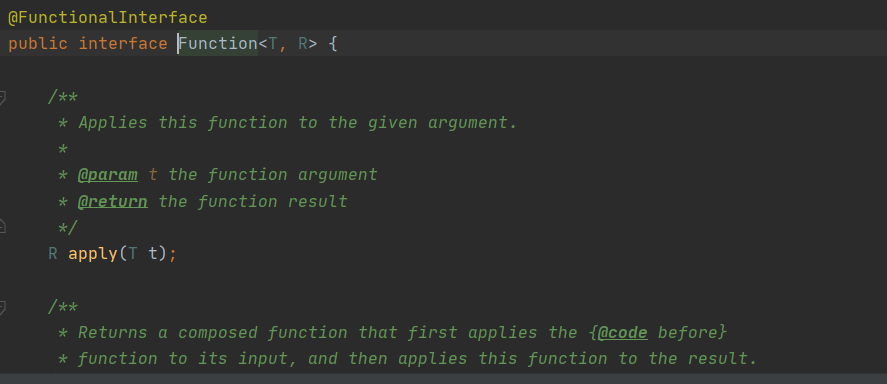 @FunctionalInterface
public interface Function<T, R> {
/**
* Applies this function to the given argument.
*
* @param t the function argument
* @return the function result
*/
R apply(T t);
/**
* Returns a composed function that first applies the {@code before}
* function to its input, and then applies this function to the result.